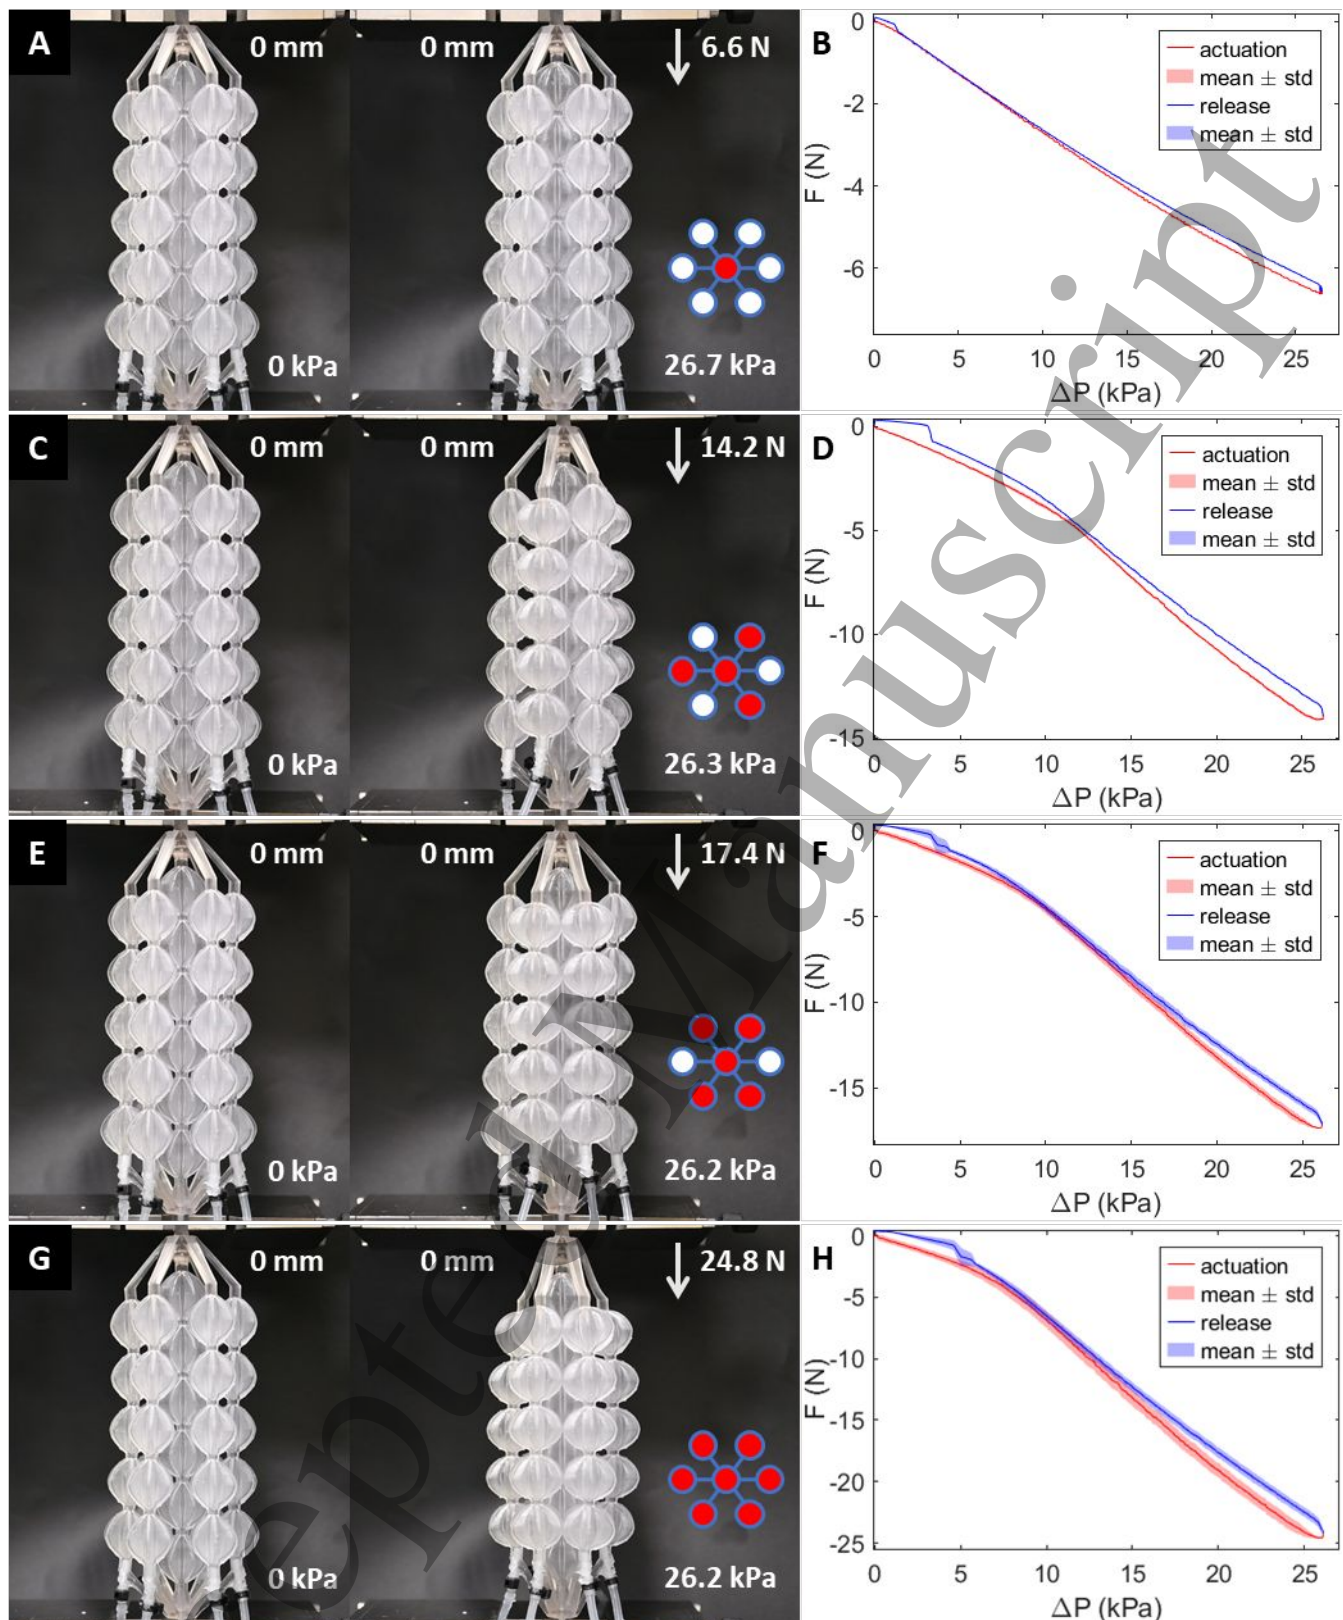 A
0 mm
0 kPa
0 mm
6.6 N
26.7 kPa
B
actuation
mean ± std
release
mean ± std
0
-2
-4
-6
F (N)
0 5 10 15 20 25
ΔP (kPa)
C
0 mm
0 kPa
0 mm
14.2 N
26.3 kPa
D
actuation
mean ± std
release
mean ± std
0
-5
-10
-15
F (N)
0 5 10 15 20 25
ΔP (kPa)
E
0 mm
0 kPa
0 mm
17.4 N
26.2 kPa
F
actuation
mean ± std
release
mean ± std
0
-5
-10
-15
F (N)
0 5 10 15 20 25
ΔP (kPa)
G
0 mm
0 kPa
0 mm
24.8 N
26.2 kPa
H
actuation
mean ± std
release
mean ± std
0
-5
-10
-15
-20
-25
F (N)
0 5 10 15 20 25
ΔP (kPa)
epted Manuscript